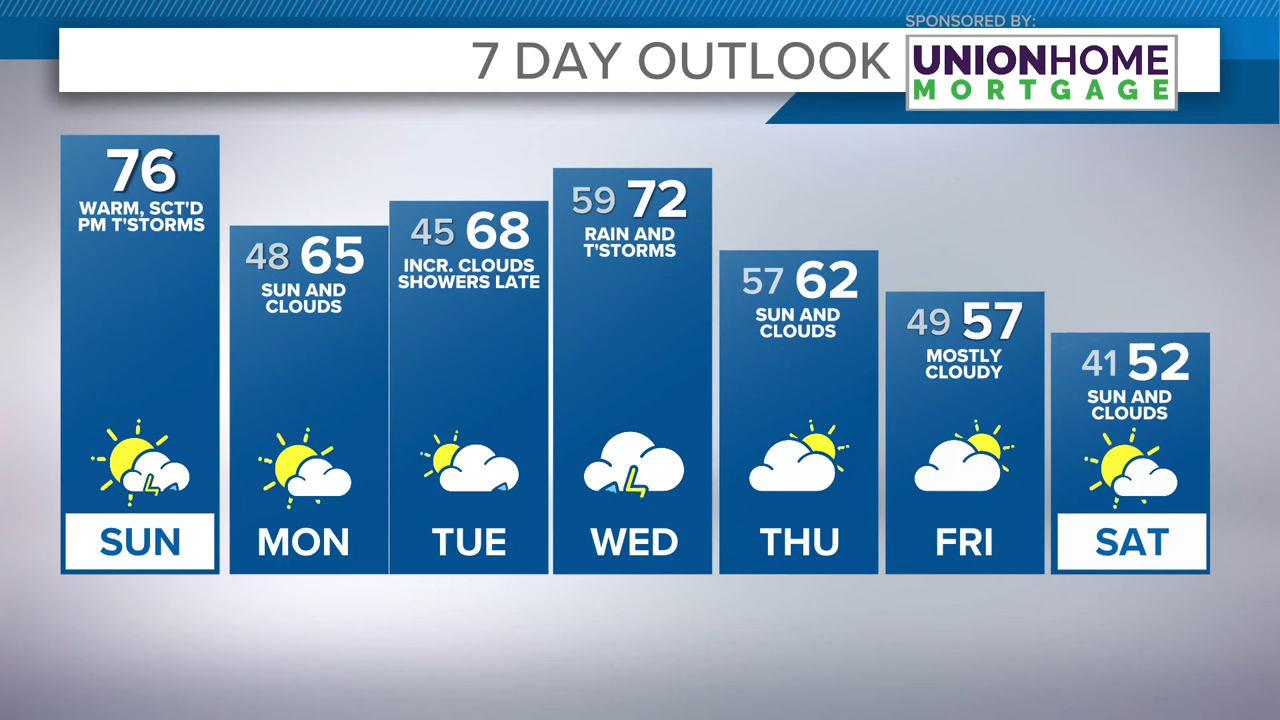 SPONSORED BY:
7 DAY OUTLOOK
UNIONHOME
MORTGAGE
76
WARM, SCT'D
PM T'STORMS
SUN
48 65
SUN AND
CLOUDS
MON
45 68
INCR. CLOUDS
SHOWERS LATE
TUE
59 72
RAIN AND
T'STORMS
WED
57 62
SUN AND
CLOUDS
THU
49 57
MOSTLY
CLOUDY
FRI
41 52
SUN AND
CLOUDS
SAT